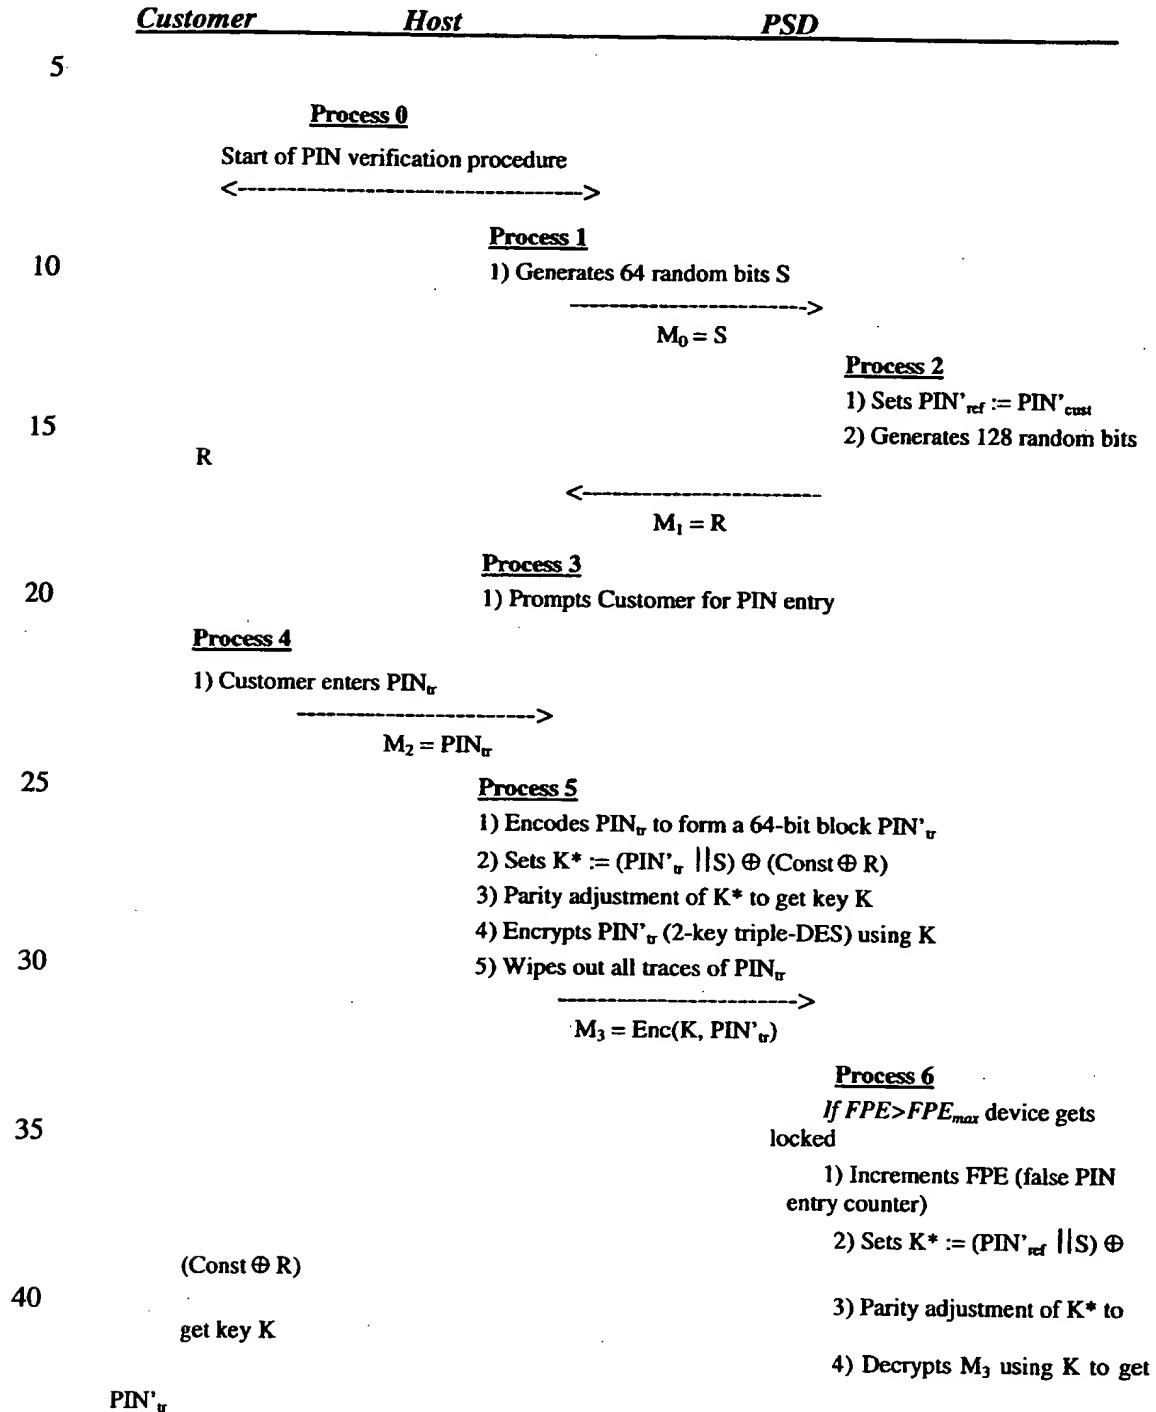 Customer Host PSD
5
Process 0
Start of PIN verification procedure
<---------------------------------->
Process 1
10 1) Generates 64 random bits S
------------------------>
M₀ = S
Process 2
1) Sets PIN'ref := PIN'cust
15 2) Generates 128 random bits
R
<------------------------
M₁ = R
Process 3
20 1) Prompts Customer for PIN entry
Process 4
1) Customer enters PINtr
------------------------>
M₂ = PINtr
25 Process 5
1) Encodes PINtr to form a 64-bit block PIN'tr
2) Sets K* := (PIN'tr ||S) ⊕ (Const ⊕ R)
3) Parity adjustment of K* to get key K
4) Encrypts PIN'tr (2-key triple-DES) using K
30 5) Wipes out all traces of PINtr
------------------------>
M₃ = Enc(K, PIN'tr)
Process 6
If FPE>FPEmax device gets
35 locked
1) Increments FPE (false PIN
entry counter)
2) Sets K* := (PIN'ref ||S) ⊕
(Const ⊕ R)
40 3) Parity adjustment of K* to
get key K
4) Decrypts M₃ using K to get
PIN'tr